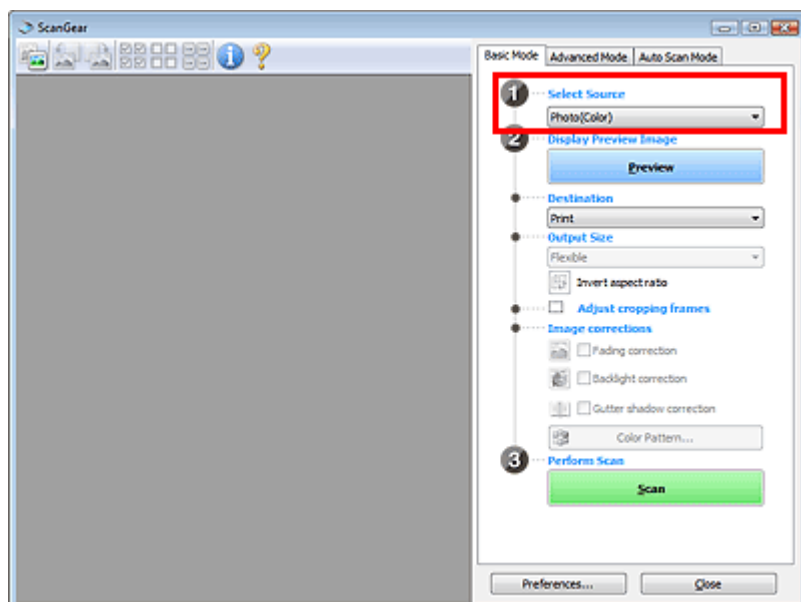 ScanGear
Basic Mode Advanced Mode Auto Scan Mode
1 Select Source
Photo(Color)
2 Display Preview Image
Preview
Destination
Print
Output Size
Flexible
Invert aspect ratio
Adjust cropping frames
Image corrections
Fading correction
Backlight correction
Gutter shadow correction
Color Pattern...
3 Perform Scan
Scan
Preferences... Close